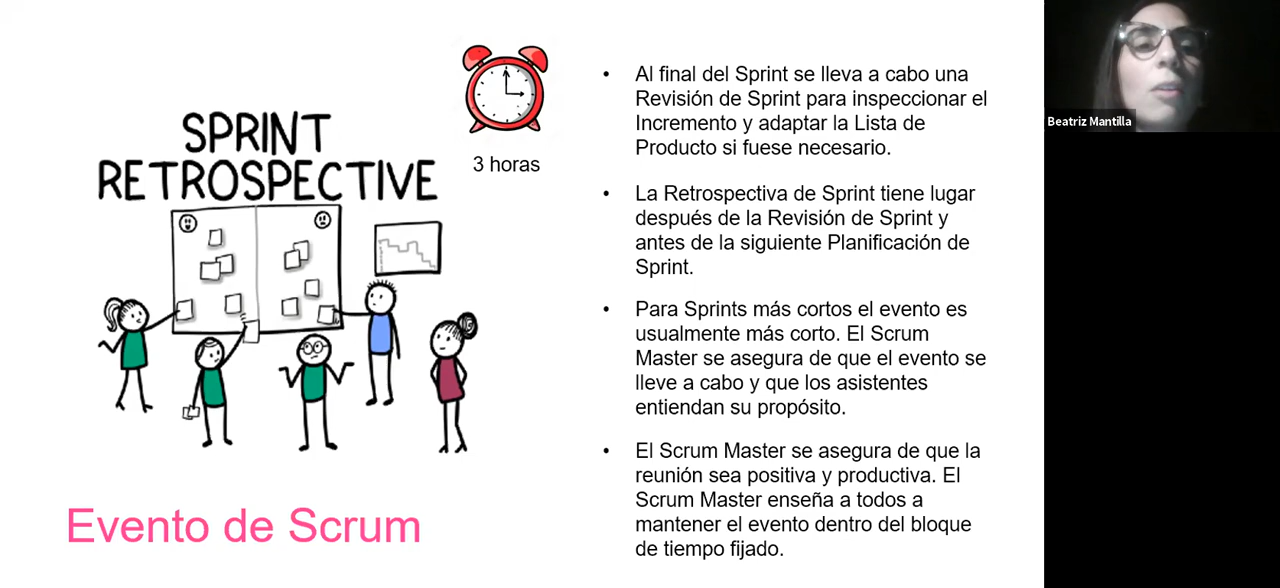 SPRINT
RETROSPECTIVE
3 horas
Evento de Scrum
• Al final del Sprint se lleva a cabo una
Revisión de Sprint para inspeccionar el
Incremento y adaptar la Lista de
Producto si fuese necesario.
• La Retrospectiva de Sprint tiene lugar
después de la Revisión de Sprint y
antes de la siguiente Planificación de
Sprint.
• Para Sprints más cortos el evento es
usualmente más corto. El Scrum
Master se asegura de que el evento se
lleve a cabo y que los asistentes
entiendan su propósito.
• El Scrum Master se asegura de que la
reunión sea positiva y productiva. El
Scrum Master enseña a todos a
mantener el evento dentro del bloque
de tiempo fijado.
Beatriz Mantilla